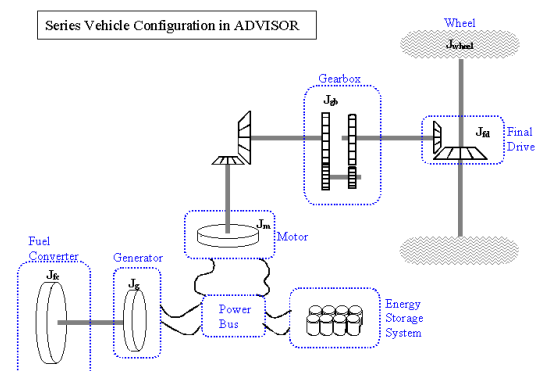 Series Vehicle Configuration in ADVISOR
Wheel
Jwheel
Gearbox
Jgb
Jfd
Final
Drive
Jm
Motor
Fuel
Converter
Generator
Jfc
Jg
Power
Bus
Energy
Storage
System